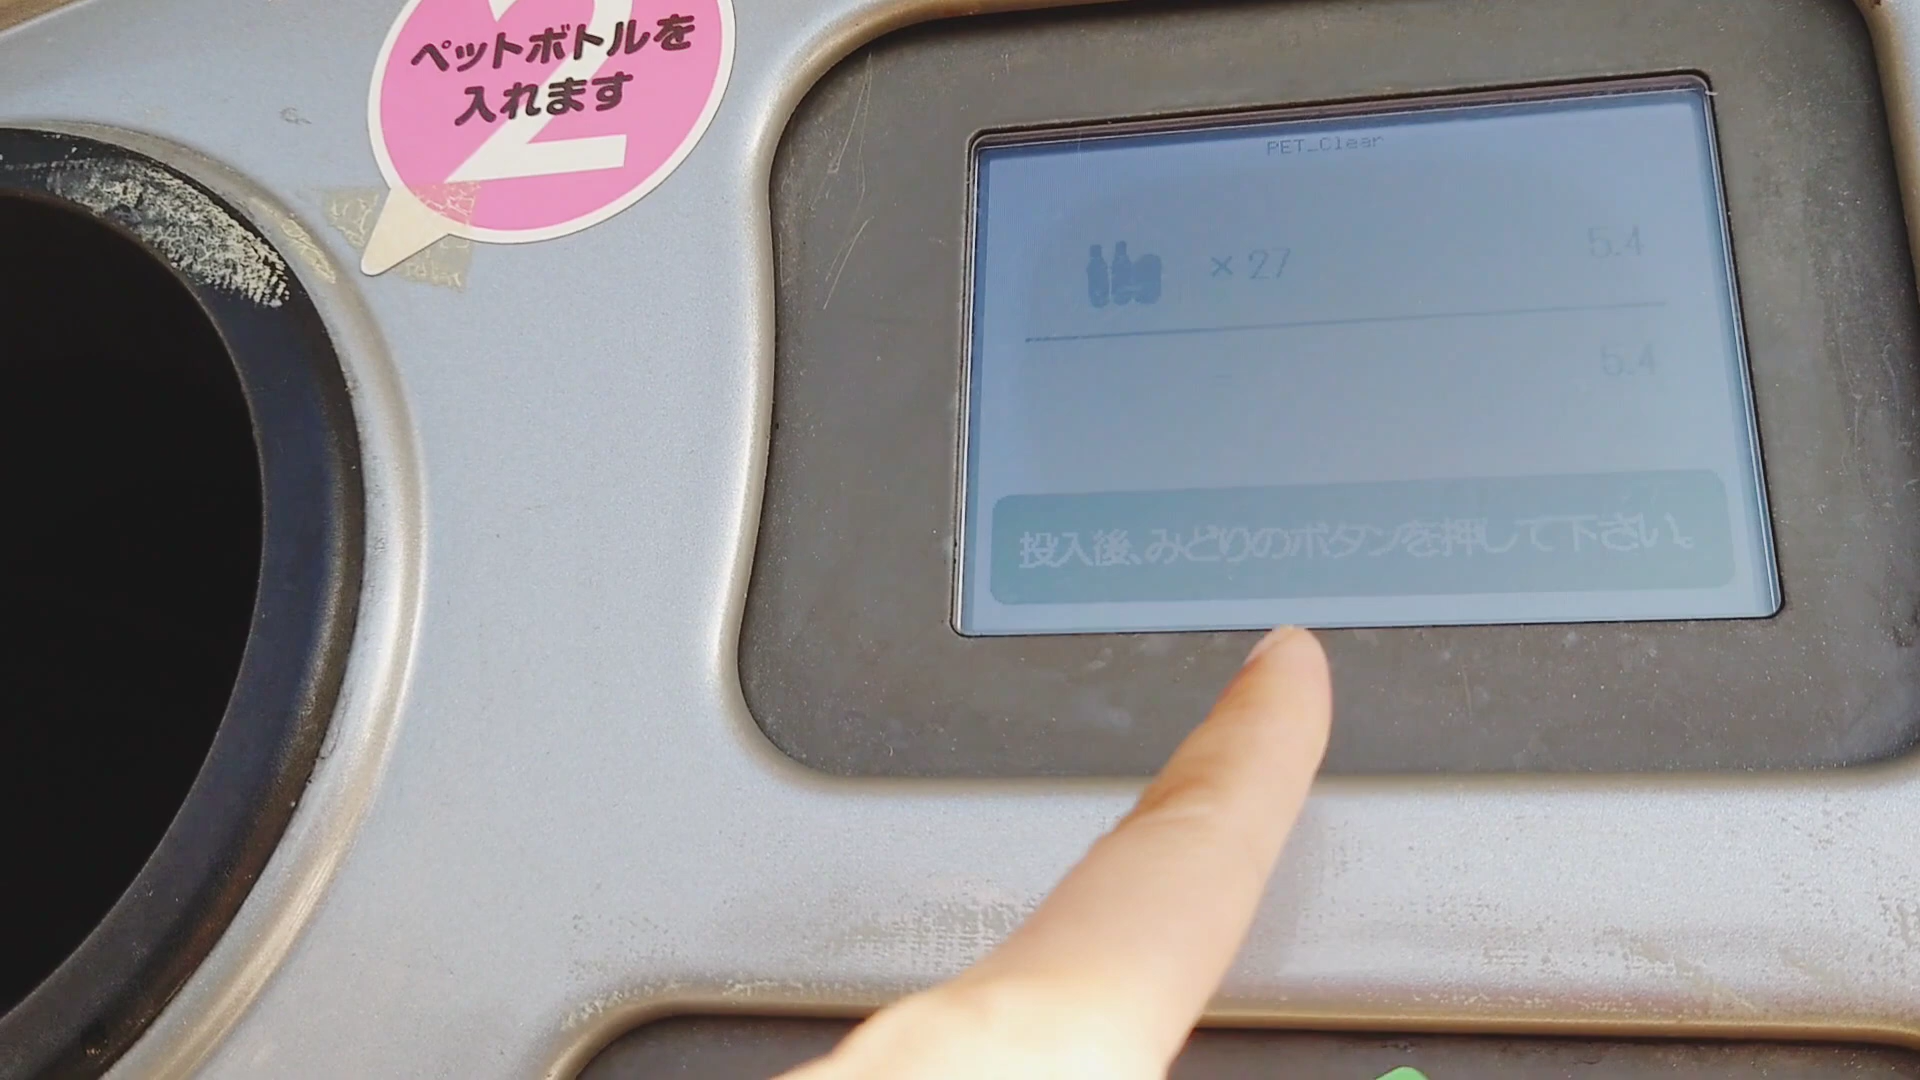 2
ペットボトルを
入れます
PET_Clear
× 27 5.4
5.4
投入後、みどりのボタンを押して下さい。